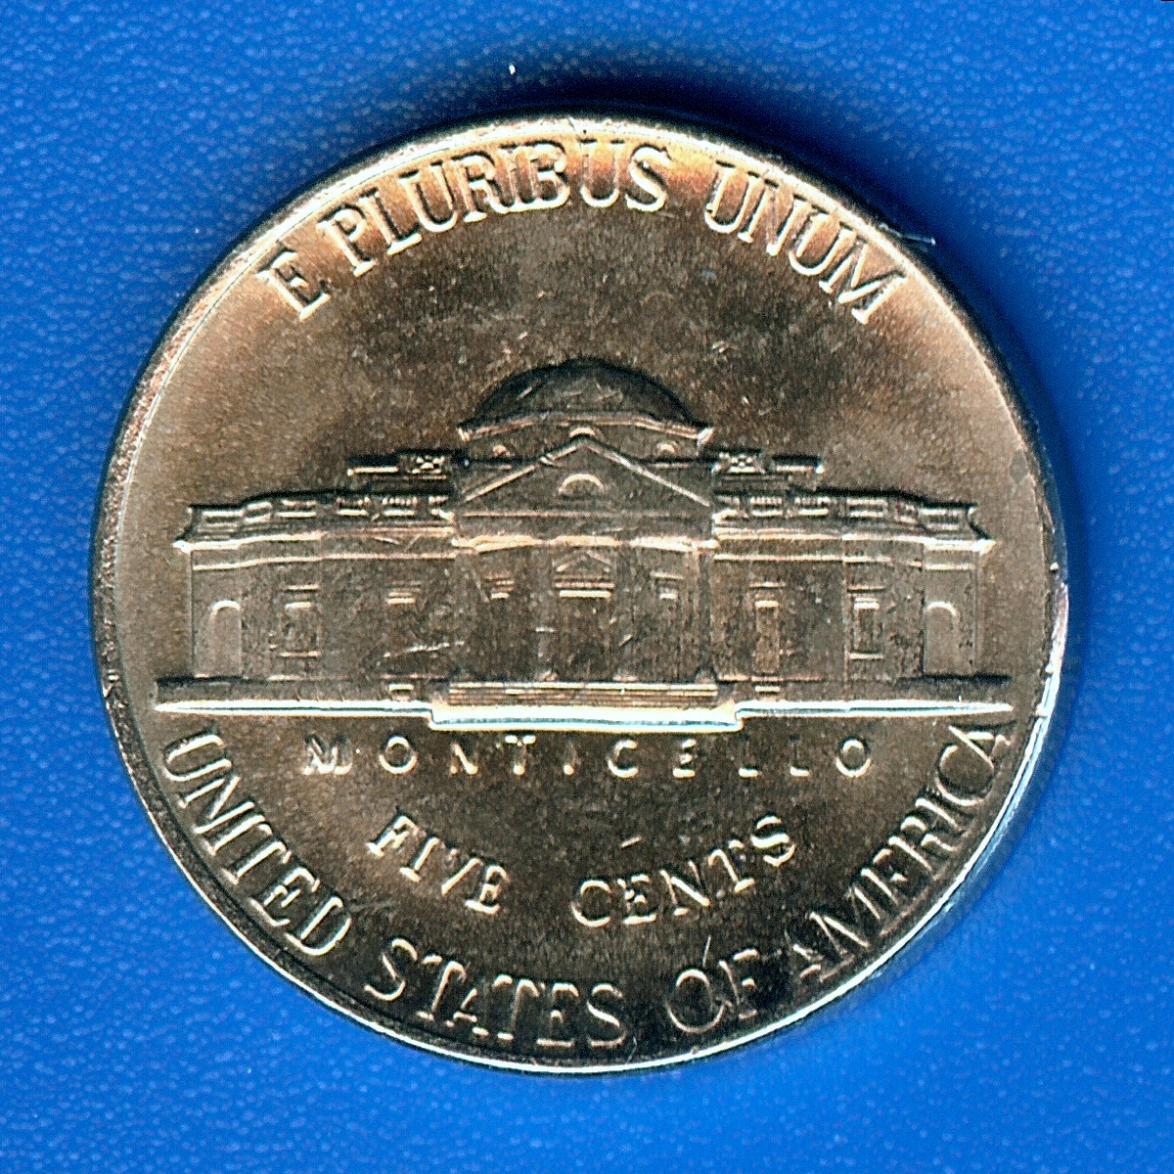 E PLURIBUS UNUM
MONTICELLO
FIVE CENTS
UNITED STATES OF AMERICA